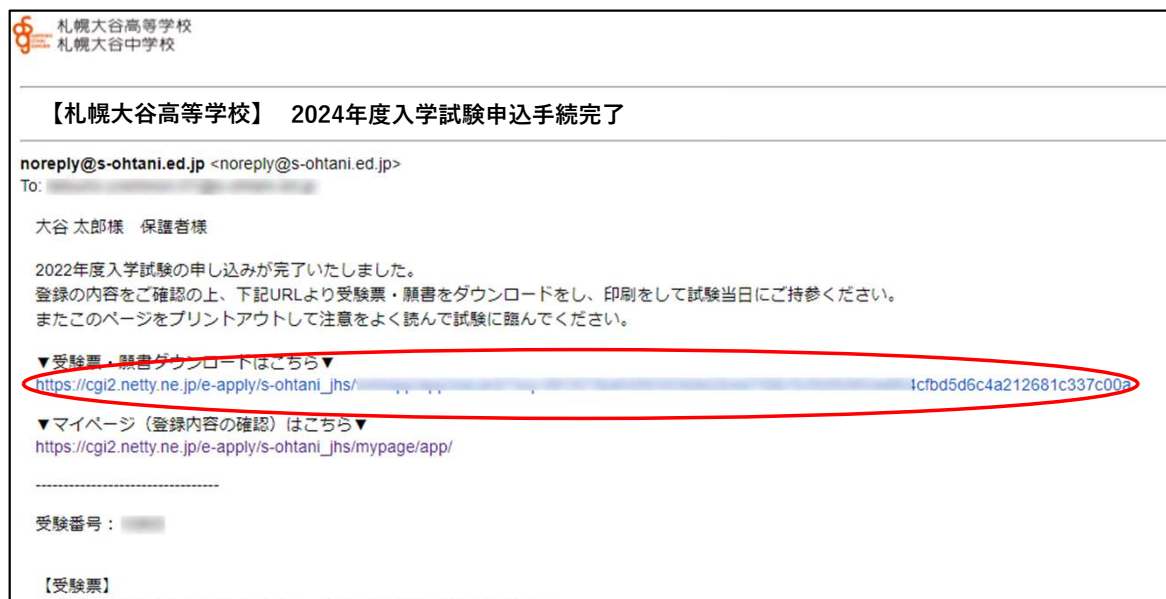 札幌大谷高等学校
札幌大谷中学校
【札幌大谷高等学校】 2024年度入学試験申込手続完了
noreply@s-ohtani.ed.jp <noreply@s-ohtani.ed.jp>
To:
大谷 太郎様 保護者様
2022年度入学試験の申し込みが完了いたしました。
登録の内容をご確認の上、下記URLより受験票・願書をダウンロードをし、印刷をして試験当日にご持参ください。
またこのページをプリントアウトして注意をよく読んで試験に臨んでください。
▼受験票・願書ダウンロードはこちら▼
https://cgi2.netty.ne.jp/e-apply/s-ohtani_jhs/ 4cfbd5d6c4a212681c337c00a
▼マイページ（登録内容の確認）はこちら▼
https://cgi2.netty.ne.jp/e-apply/s-ohtani_jhs/mypage/app/
---------------------------------
受験番号：
【受験票】